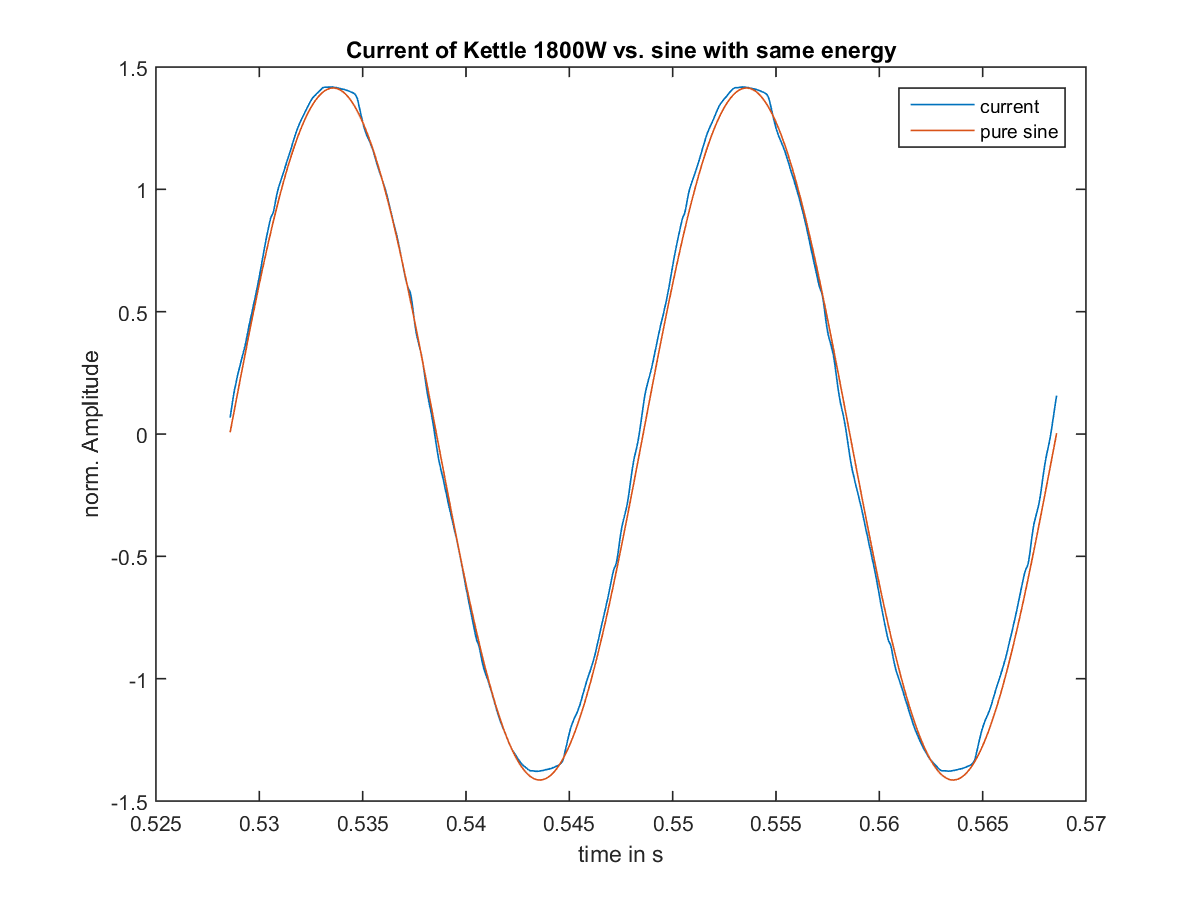 Current of Kettle 1800W vs. sine with same energy
1.5
current
pure sine
1
0.5
norm. Amplitude
0
-0.5
-1
-1.5
0.525 0.53 0.535 0.54 0.545 0.55 0.555 0.56 0.565 0.57
time in s